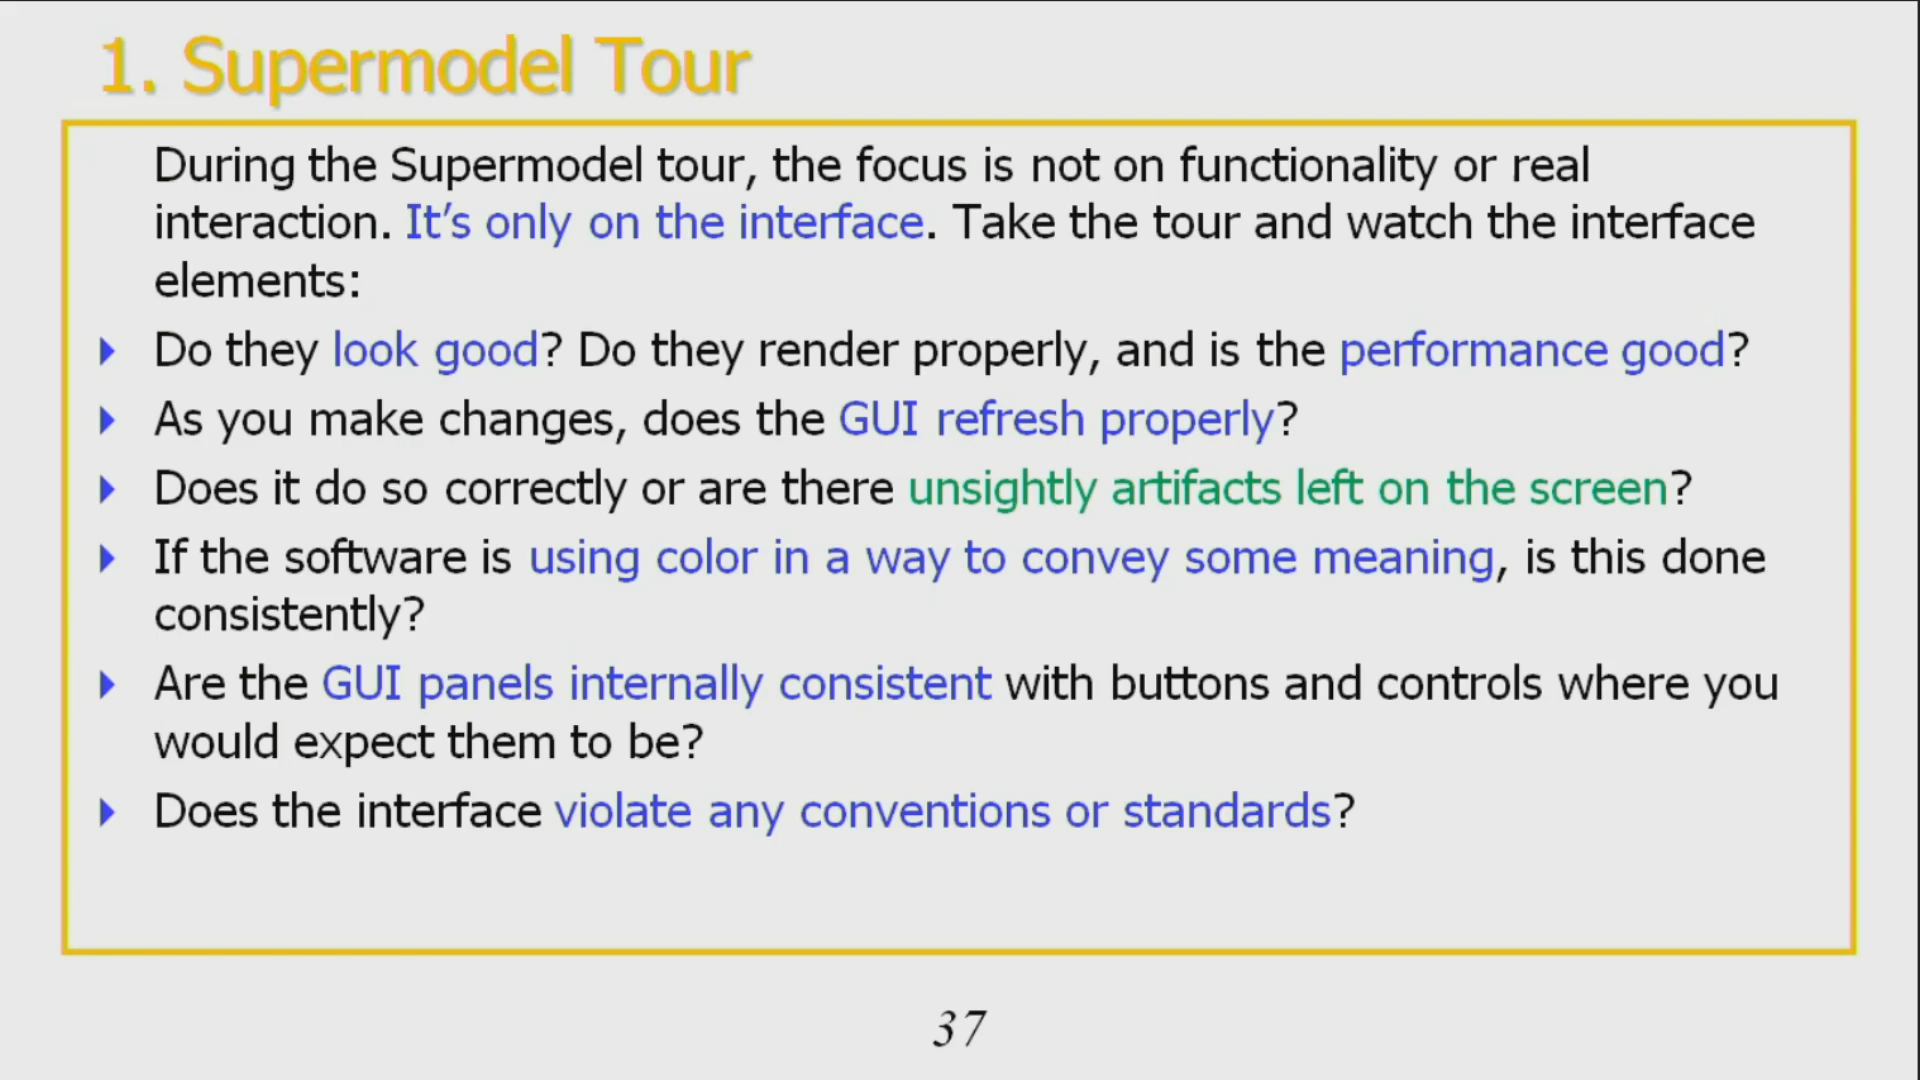 1. Supermodel Tour
During the Supermodel tour, the focus is not on functionality or real
interaction. It’s only on the interface. Take the tour and watch the interface
elements:
Do they look good? Do they render properly, and is the performance good?
As you make changes, does the GUI refresh properly?
Does it do so correctly or are there unsightly artifacts left on the screen?
If the software is using color in a way to convey some meaning, is this done
consistently?
Are the GUI panels internally consistent with buttons and controls where you
would expect them to be?
Does the interface violate any conventions or standards?
37